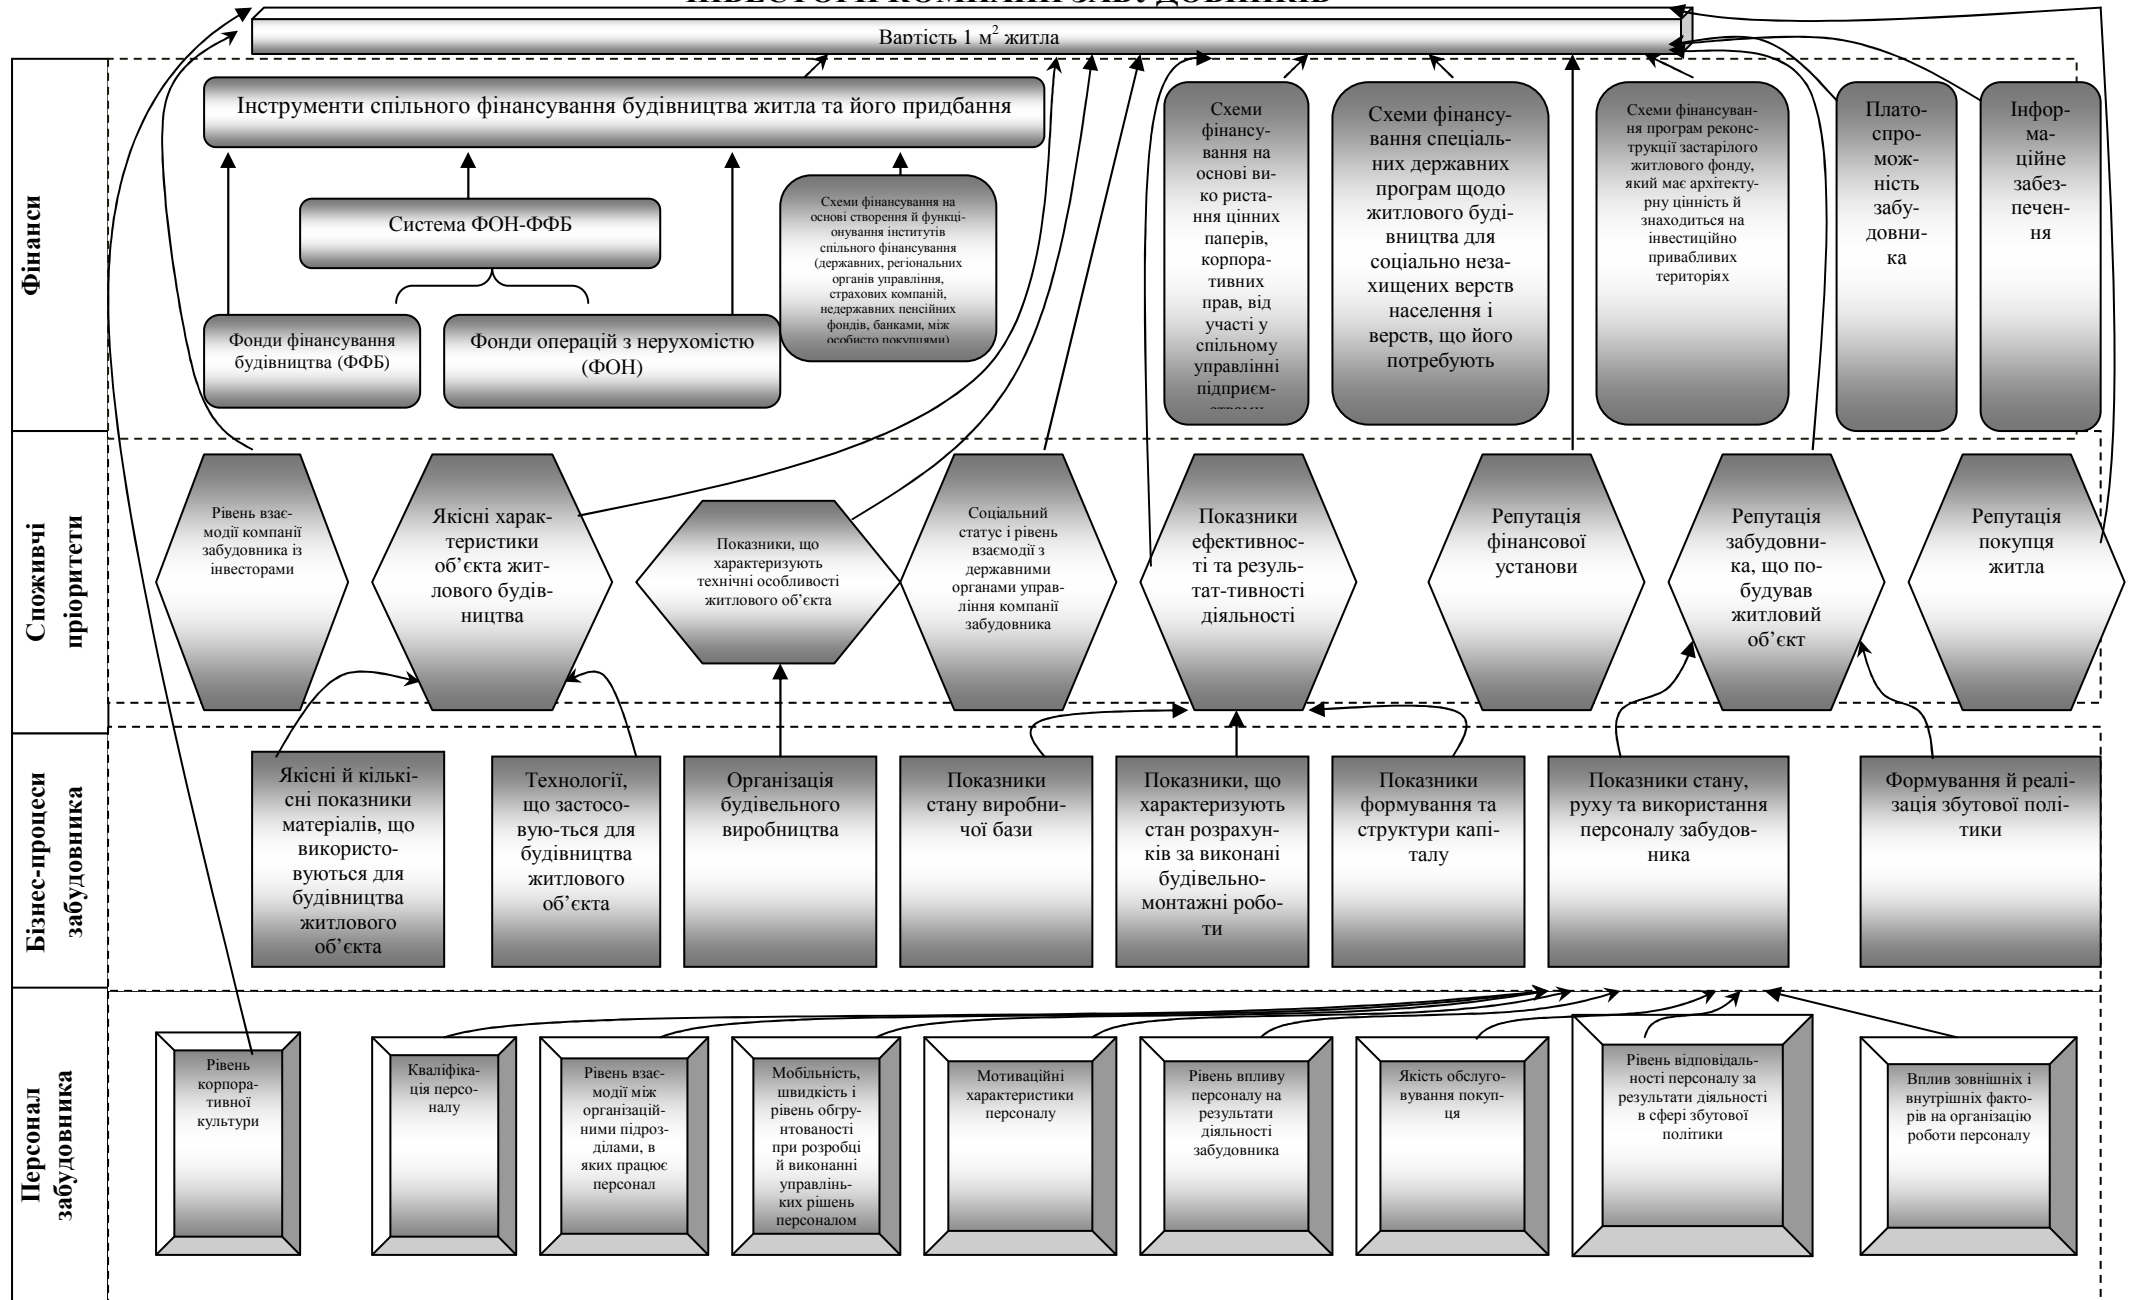 ІНВЕСТОРІВ КОМПАНІЙ ЗАБУДОВНИКІВ
Вартість 1 м² житла
Фінанси
Інструменти спільного фінансування будівництва житла та його придбання
Система ФОН-ФФБ
Фонди фінансування
будівництва (ФФБ)
Фонди операцій з нерухомістю
(ФОН)
Схеми фінансування на
основі створення й функці-
онування інститутів
спільного фінансування
(державних, регіональних
органів управління,
страхових компаній,
недержавних пенсійних
фондів, банками, між
особисто покупцями)
Схеми
фінансу-
вання на
основі ви-
ко риста-
ння цінних
паперів,
корпора-
тивних
прав, від
участі у
спільному
управлінні
підприєм-
ствами
Схеми фінансу-
вання спеціаль-
них державних
програм щодо
житлового буді-
вництва для
соціально неза-
хищених верств
населення і
верств, що його
потребують
Схеми фінансуван-
ня програм реконс-
трукції застарілого
житлового фонду,
який має архітекту-
рну цінність й
знаходиться на
інвестиційно
привабливих
територіях
Плато-
спро-
мож-
ність
забу-
довни-
ка
Інфор-
ма-
ційне
забез-
печен-
ня
Споживчі
пріоритети
Рівень взає-
модії компанії
забудовника із
інвесторами
Якісні харак-
теристики
об’єкта жит-
лового будів-
ництва
Показники, що
характеризують
технічні особливості
житлового об’єкта
Соціальний
статус і рівень
взаємодії з
державними
органами управ-
ління компанії
забудовника
Показники
ефективнос-
ті та резуль-
тат-тивності
діяльності
Репутація
фінансової
установи
Репутація
забудовни-
ка, що по-
будував
житловий
об’єкт
Репутація
покупця
житла
Бізнес-процеси
забудовника
Якісні й кількі-
сні показники
матеріалів, що
використо-
вуються для
будівництва
житлового
об’єкта
Технології,
що застосо-
вую-ться для
будівництва
житлового
об’єкта
Організація
будівельного
виробництва
Показники
стану виробни-
чої бази
Показники, що
характеризують
стан розрахун-
ків за виконані
будівельно-
монтажні робо-
ти
Показники
формування та
структури капі-
талу
Показники стану,
руху та використання
персоналу забудов-
ника
Формування й реалі-
зація збутової полі-
тики
Персонал
забудовника
Рівень
корпора-
тивної
культури
Кваліфіка-
ція персо-
налу
Рівень взає-
модії між
організацій-
ними підроз-
ділами, в
яких працює
персонал
Мобільність,
швидкість і
рівень обгру-
нтованості
при розробці
й виконанні
управлінь-
ких рішень
персоналом
Мотиваційні
характеристики
персоналу
Рівень впливу
персоналу на
результати
діяльності
забудовника
Якість обслуго-
вування покуп-
ця
Рівень відповідаль-
ності персоналу за
результати діяльності
в сфері збутової
політики
Вплив зовнішніх і
внутрішніх факто-
рів на організацію
роботи персоналу